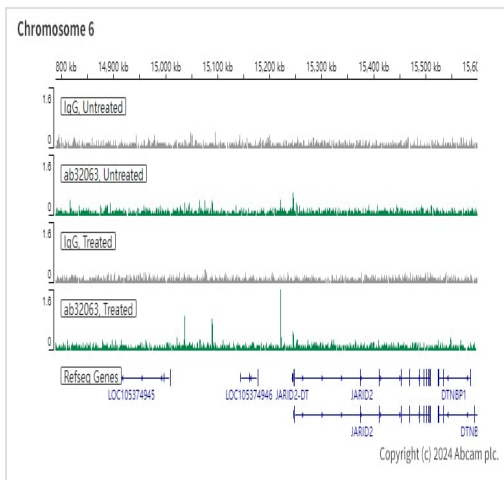 Chromosome 6
800 kb 14,900 kb 15,000 kb 15,100 kb 15,200 kb 15,300 kb 15,400 kb 15,500 kb 15,60
1.6
IgG, Untreated
0
1.6
ab32063, Untreated
0
1.6
IgG, Treated
0
1.6
ab32063, Treated
0
Refseq Genes
LOC105374945 LOC105374946 JARID2-DT JARID2 DTNBP1
JARID2 DTNB
Copyright (c) 2024 Abcam plc.